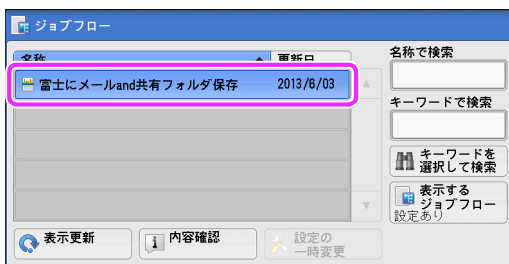 ジョブフロー
名称 更新日
富士にメールand共有フォルダ保存 2013/6/03
名称で検索
キーワードで検索
キーワードを
選択して検索
表示する
ジョブフロー
設定あり
表示更新
内容確認
設定の
一時変更